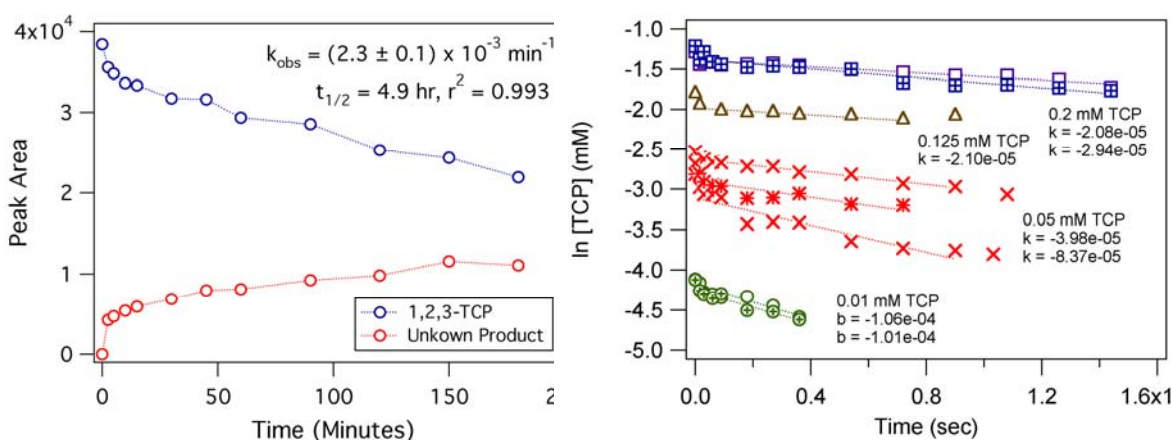 4x10⁴
3
2
1
0
Peak Area
k_obs = (2.3 ± 0.1) x 10⁻³ min⁻¹
t_1/2 = 4.9 hr, r² = 0.993
1,2,3-TCP
Unkown Product
0
50
100
150
2
Time (Minutes)
-1.0
-1.5
-2.0
-2.5
-3.0
-3.5
-4.0
-4.5
-5.0
ln [TCP] (mM)
0.2 mM TCP
k = -2.08e-05
k = -2.94e-05
0.125 mM TCP
k = -2.10e-05
0.05 mM TCP
k = -3.98e-05
k = -8.37e-05
0.01 mM TCP
b = -1.06e-04
b = -1.01e-04
0.0
0.4
0.8
1.2
1.6x1
Time (sec)